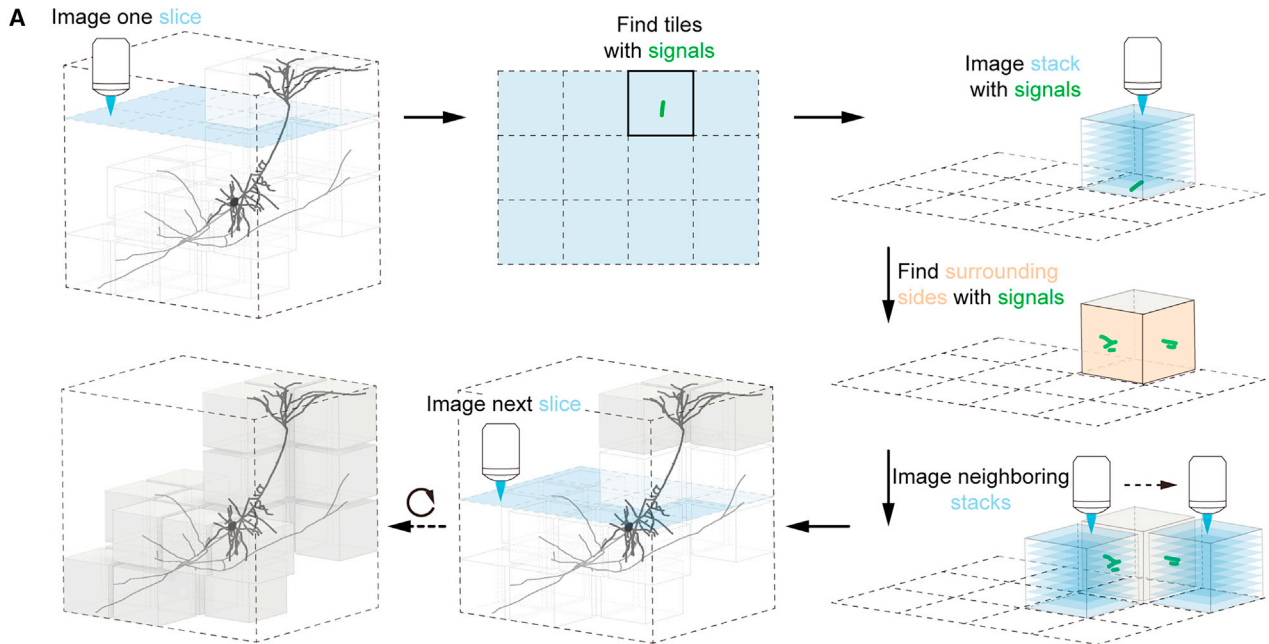 A
Image one slice
Find tiles
with signals
Image stack
with signals
Find surrounding
sides with signals
Image neighboring
stacks
Image next slice